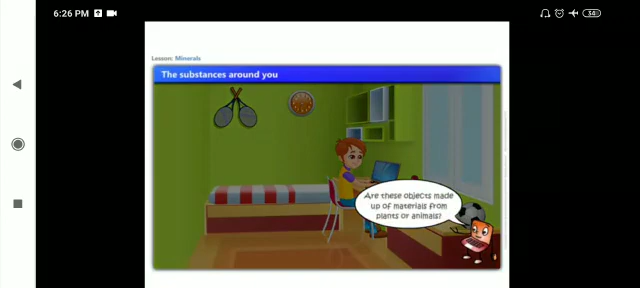 6:26 PM
34
Lesson: Minerals
The substances around you
Are these objects made
up of materials from
plants or animals?